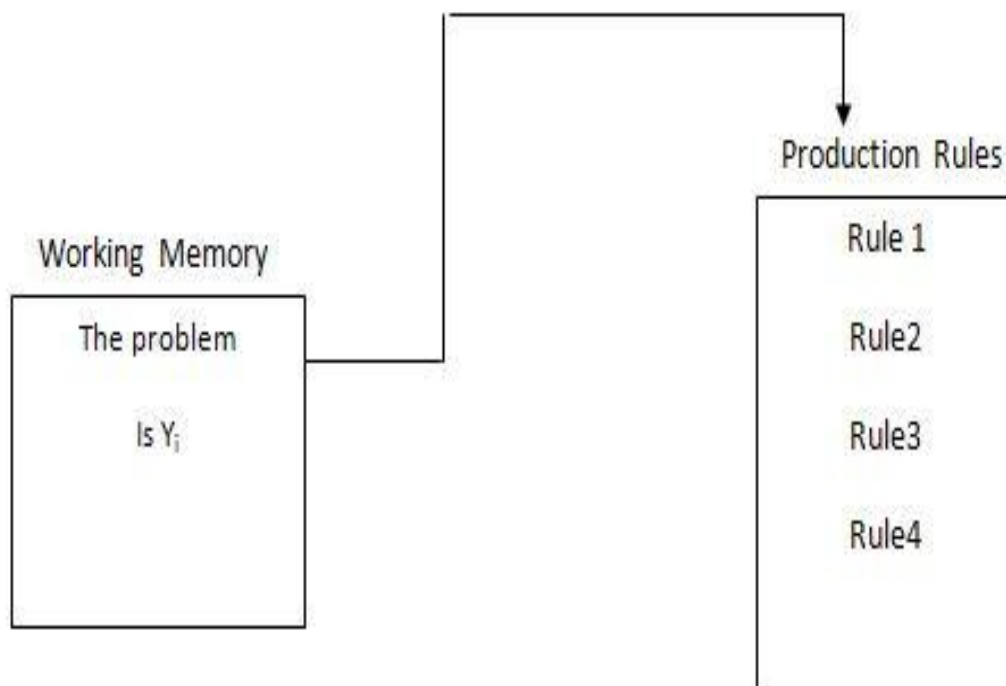 Production Rules
Rule 1
Rule2
Rule3
Rule4
Working Memory
The problem
Is Yi